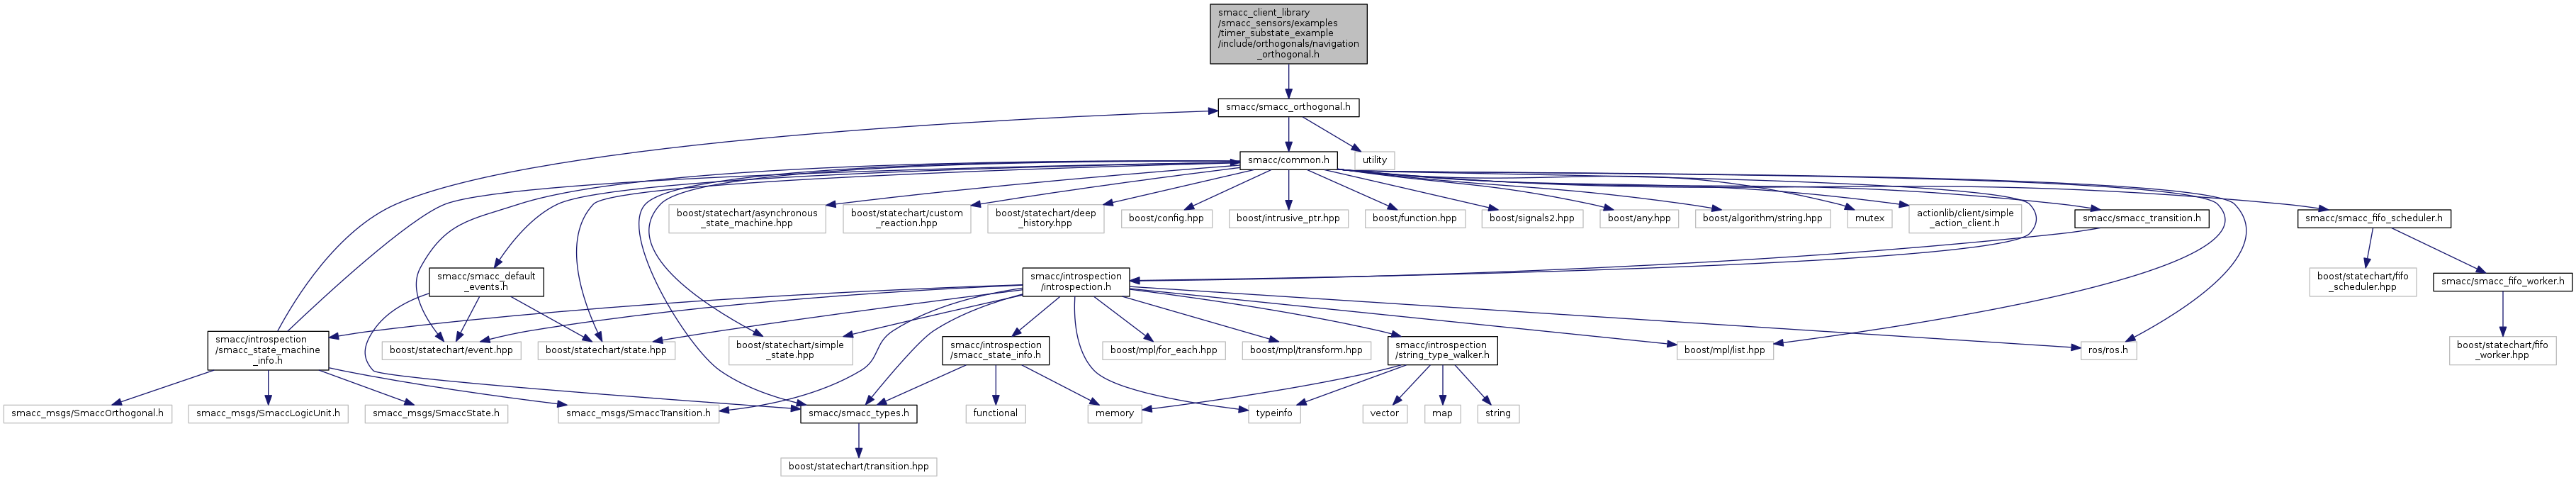 smacc_client_library
/smacc_sensors/examples
/timer_substate_example
/include/orthogonals/navigation
_orthogonal.h
smacc/smacc_orthogonal.h
smacc/common.h
utility
boost/statechart/asynchronous
_state_machine.hpp
boost/statechart/custom
_reaction.hpp
boost/statechart/deep
_history.hpp
boost/config.hpp
boost/intrusive_ptr.hpp
boost/function.hpp
boost/signals2.hpp
boost/any.hpp
boost/algorithm/string.hpp
mutex
actionlib/client/simple
_action_client.h
smacc/smacc_transition.h
smacc/smacc_fifo_scheduler.h
smacc/smacc_default
_events.h
smacc/introspection
/introspection.h
boost/statechart/fifo
_scheduler.hpp
smacc/smacc_fifo_worker.h
smacc/introspection
/smacc_state_machine
_info.h
boost/statechart/event.hpp
boost/statechart/state.hpp
boost/statechart/simple
_state.hpp
smacc/introspection
/smacc_state_info.h
boost/mpl/for_each.hpp
boost/mpl/transform.hpp
smacc/introspection
/string_type_walker.h
boost/mpl/list.hpp
ros/ros.h
boost/statechart/fifo
_worker.hpp
smacc_msgs/SmaccOrthogonal.h
smacc_msgs/SmaccLogicUnit.h
smacc_msgs/SmaccState.h
smacc_msgs/SmaccTransition.h
smacc/smacc_types.h
functional
memory
typeinfo
vector
map
string
boost/statechart/transition.hpp